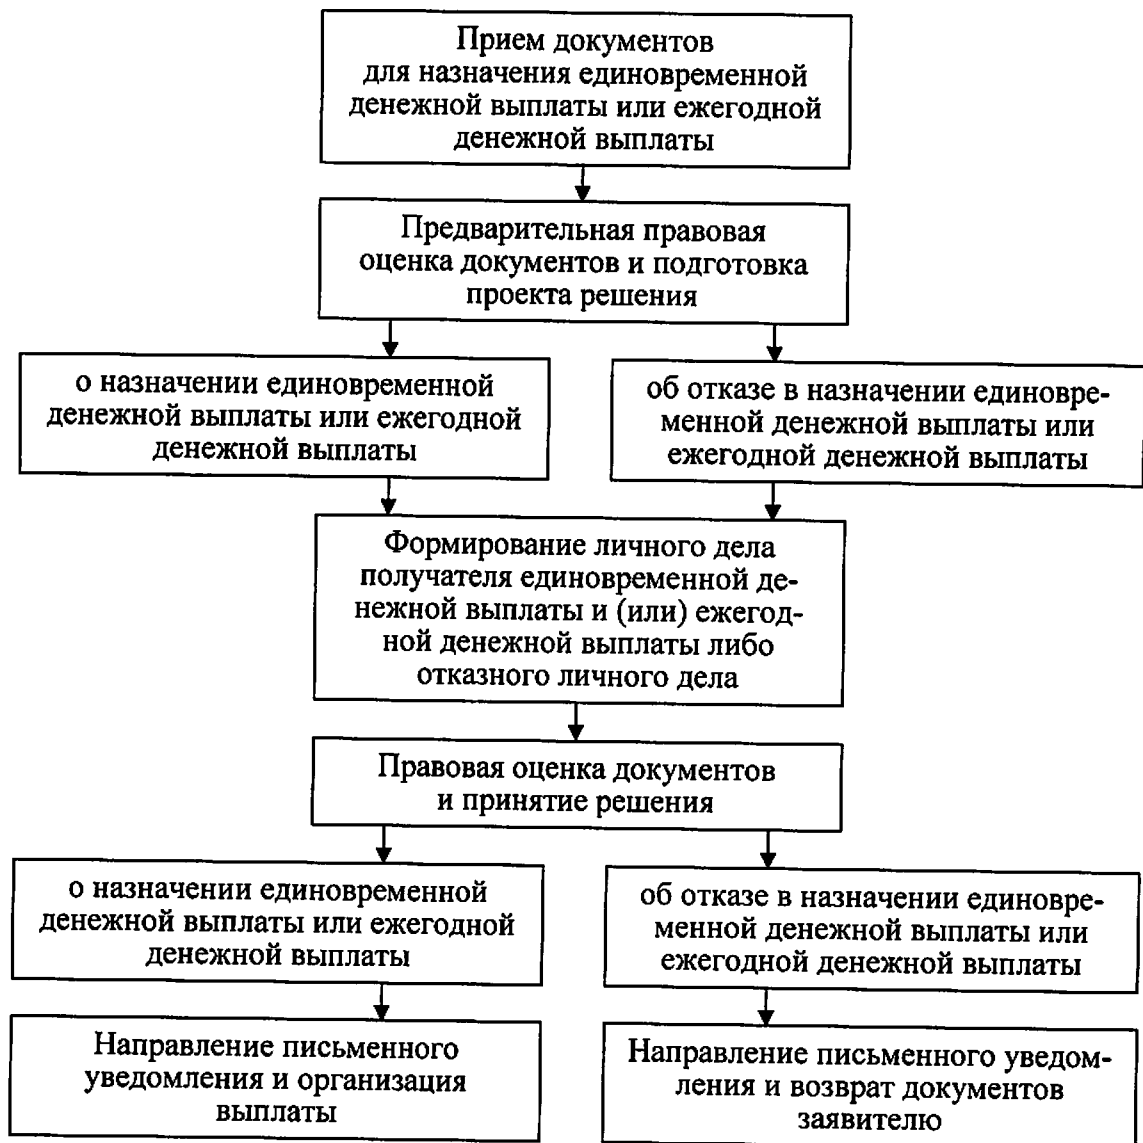 Прием документов
для назначения единовременной
денежной выплаты или ежегодной
денежной выплаты
Предварительная правовая
оценка документов и подготовка
проекта решения
о назначении единовременной
денежной выплаты или ежегодной
денежной выплаты
об отказе в назначении единовре-
менной денежной выплаты или
ежегодной денежной выплаты
Формирование личного дела
получателя единовременной де-
нежной выплаты и (или) ежегод-
ной денежной выплаты либо
отказного личного дела
Правовая оценка документов
и принятие решения
о назначении единовременной
денежной выплаты или ежегодной
денежной выплаты
об отказе в назначении единовре-
менной денежной выплаты или
ежегодной денежной выплаты
Направление письменного
уведомления и организация
выплаты
Направление письменного уведом-
ления и возврат документов
заявителю